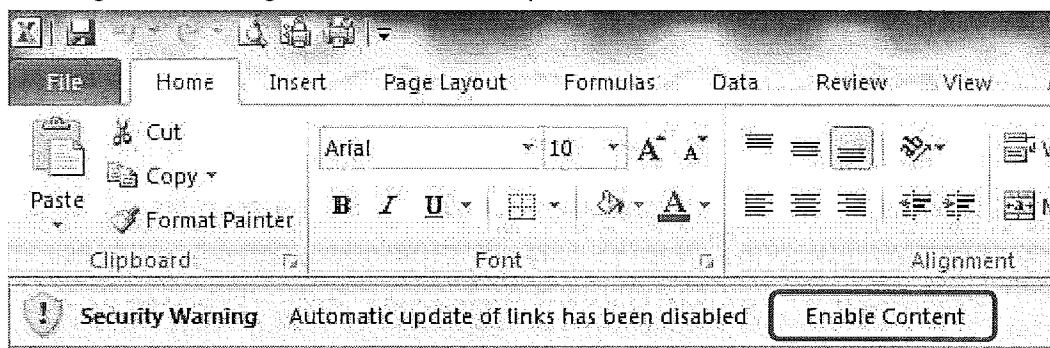 File Home Insert Page Layout Formulas Data Review View
Cut
Arial 10 A A
Copy
Paste
B I U A
Format Painter
Clipboard Font Alignment
Security Warning Automatic update of links has been disabled Enable Content